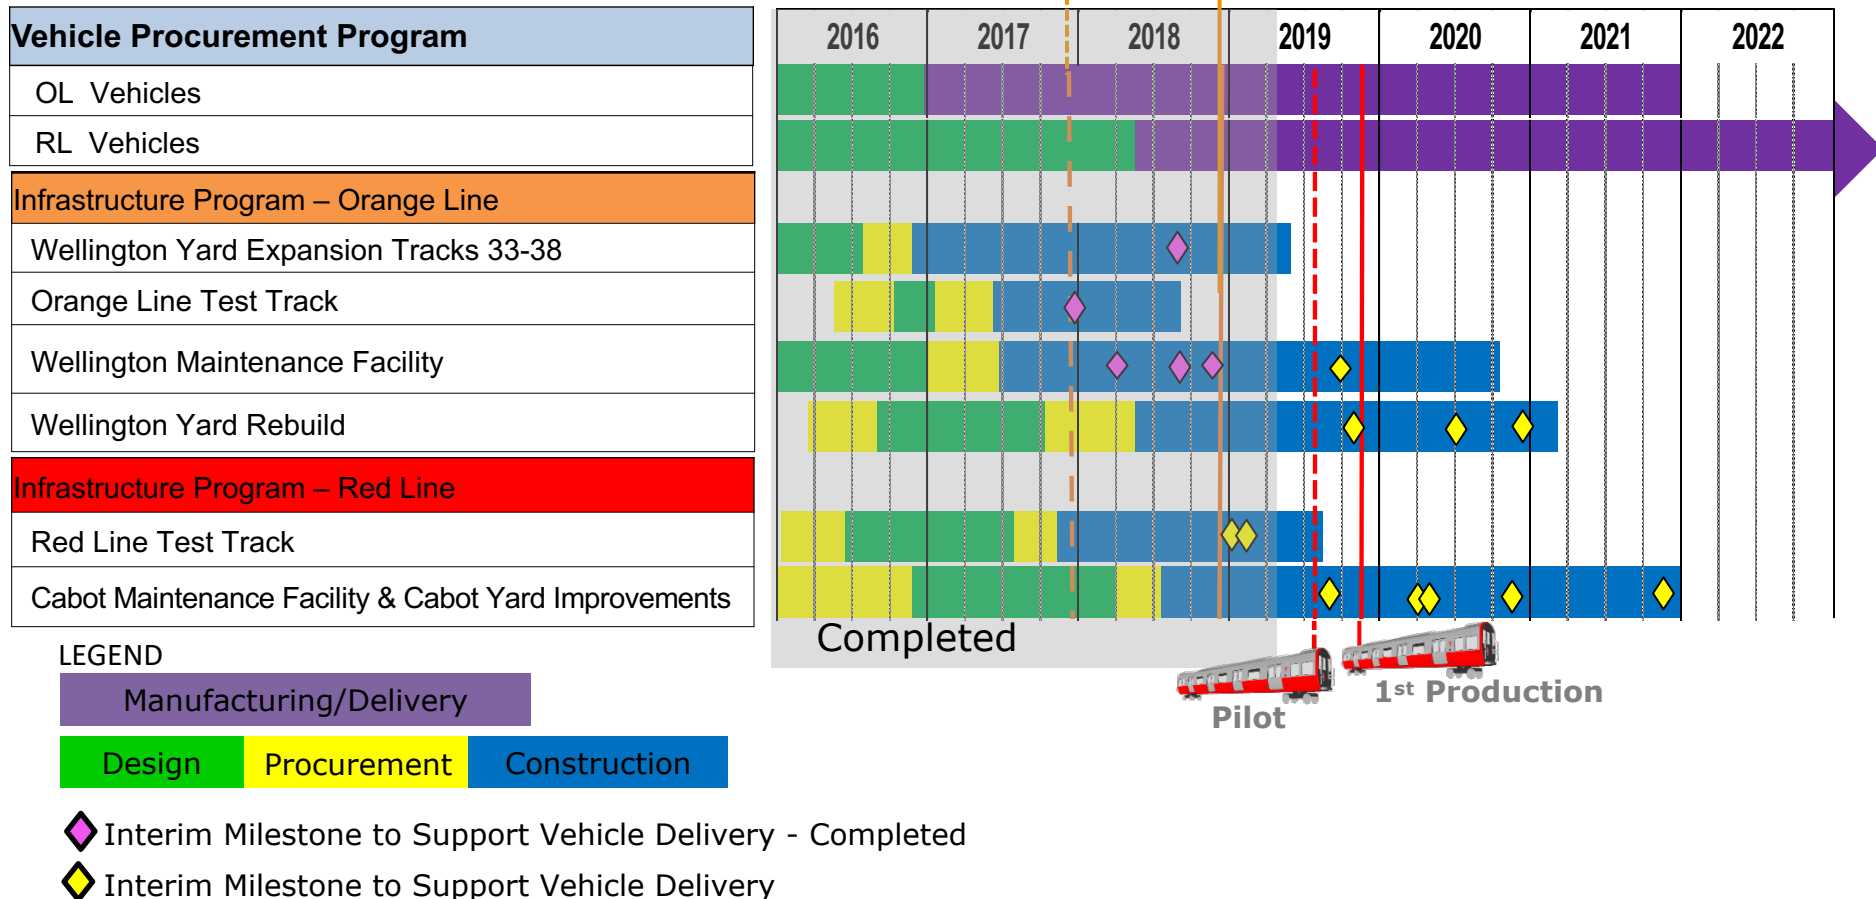 Vehicle Procurement Program
2016 2017 2018 2019 2020 2021 2022
OL Vehicles
RL Vehicles
Infrastructure Program – Orange Line
Wellington Yard Expansion Tracks 33-38
Orange Line Test Track
Wellington Maintenance Facility
Wellington Yard Rebuild
Infrastructure Program – Red Line
Red Line Test Track
Cabot Maintenance Facility & Cabot Yard Improvements
Completed
Pilot
1st Production
LEGEND
Manufacturing/Delivery
Design Procurement Construction
Interim Milestone to Support Vehicle Delivery - Completed
Interim Milestone to Support Vehicle Delivery